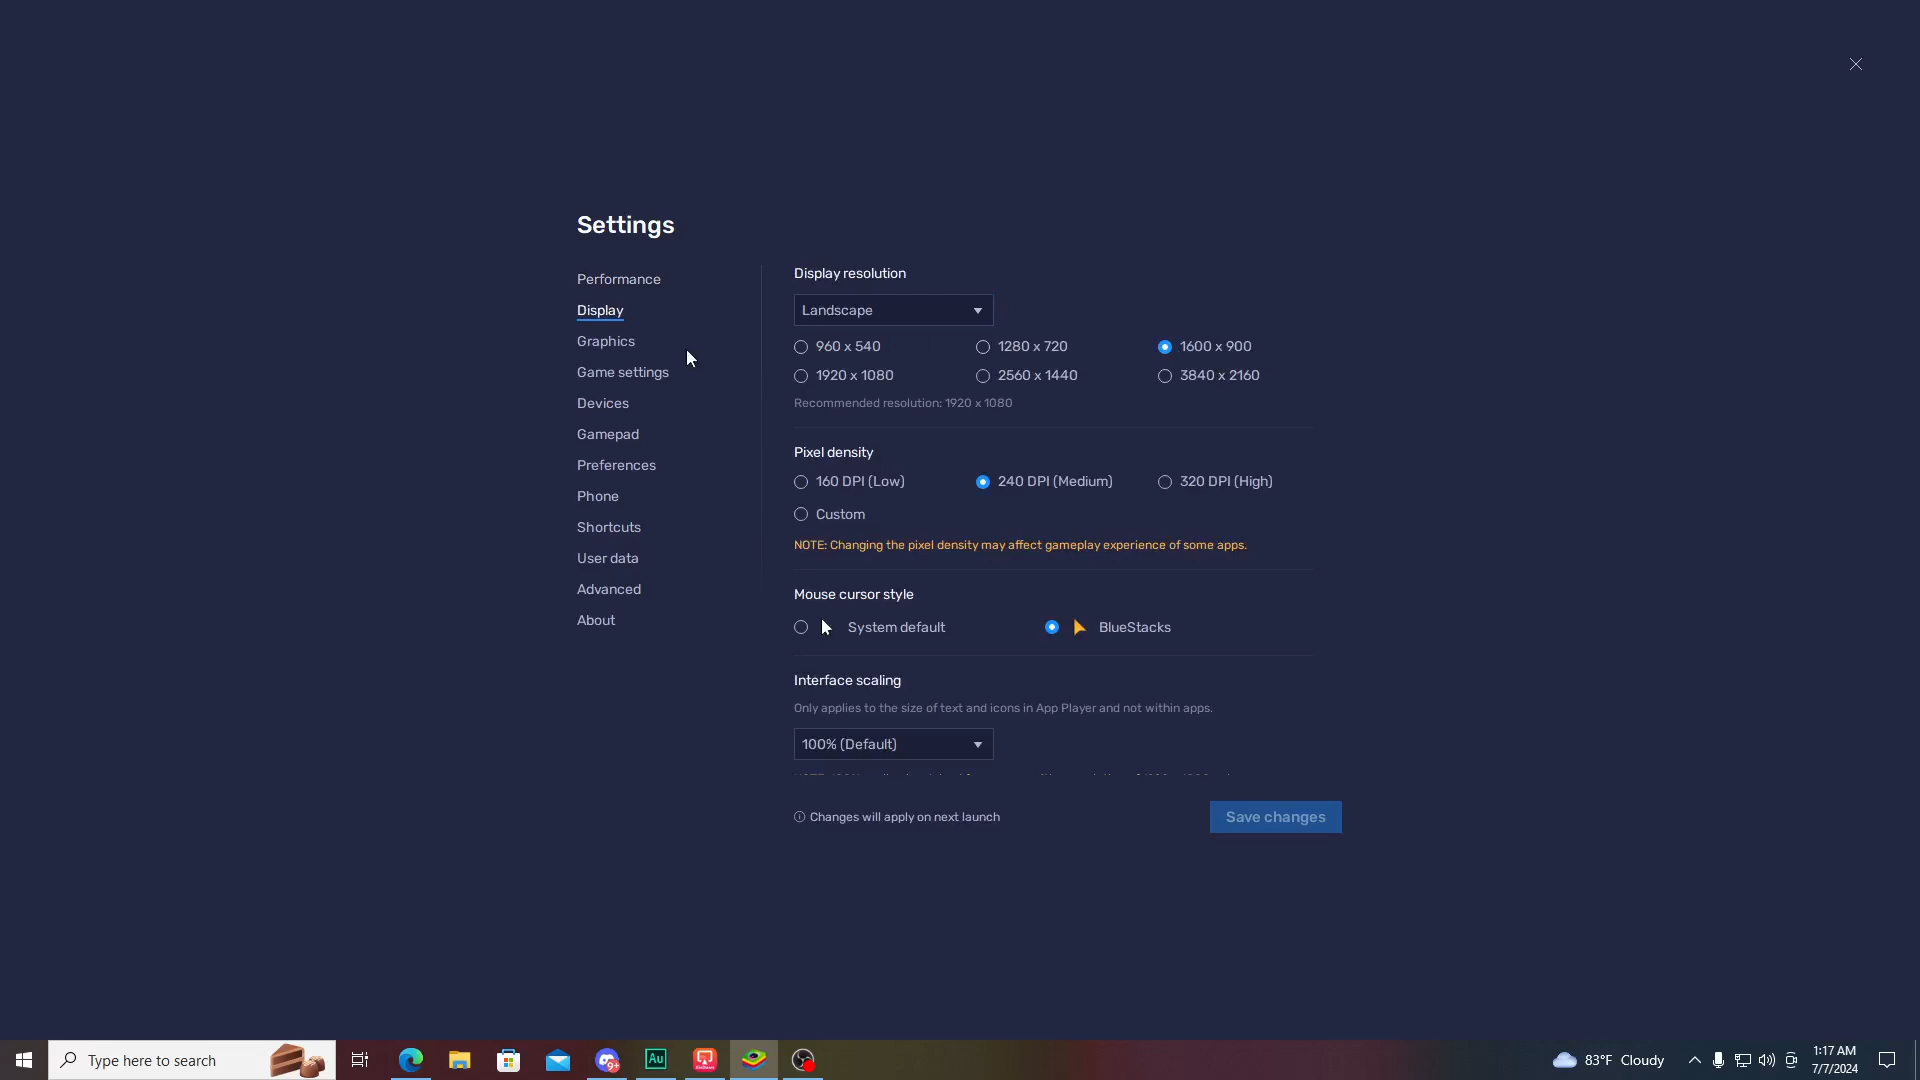 Settings
Performance
Display
Graphics
Game settings
Devices
Gamepad
Preferences
Phone
Shortcuts
User data
Advanced
About
Display resolution
Landscape
960 x 540
1280 x 720
1600 x 900
1920 x 1080
2560 x 1440
3840 x 2160
Recommended resolution: 1920 x 1080
Pixel density
160 DPI (Low)
240 DPI (Medium)
320 DPI (High)
Custom
NOTE: Changing the pixel density may affect gameplay experience of some apps.
Mouse cursor style
System default
BlueStacks
Interface scaling
Only applies to the size of text and icons in App Player and not within apps.
100% (Default)
Changes will apply on next launch
Save changes
Type here to search
9+
Au
83°F Cloudy
1:17 AM
7/7/2024